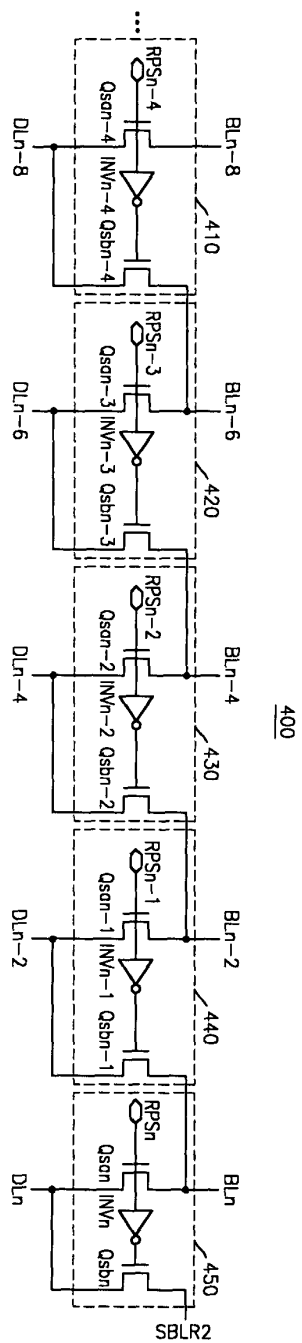 400
...
BLn-8
410
RPSn-4
Qsan-4
INVn-4
Qsbn-4
DLn-8
BLn-6
420
RPSn-3
Qsan-3
INVn-3
Qsbn-3
DLn-6
BLn-4
430
RPSn-2
Qsan-2
INVn-2
Qsbn-2
DLn-4
BLn-2
440
RPSn-1
Qsan-1
INVn-1
Qsbn-1
DLn-2
BLn
450
RPSn
Qsan
INVn
Qsbn
DLn
SBLR2